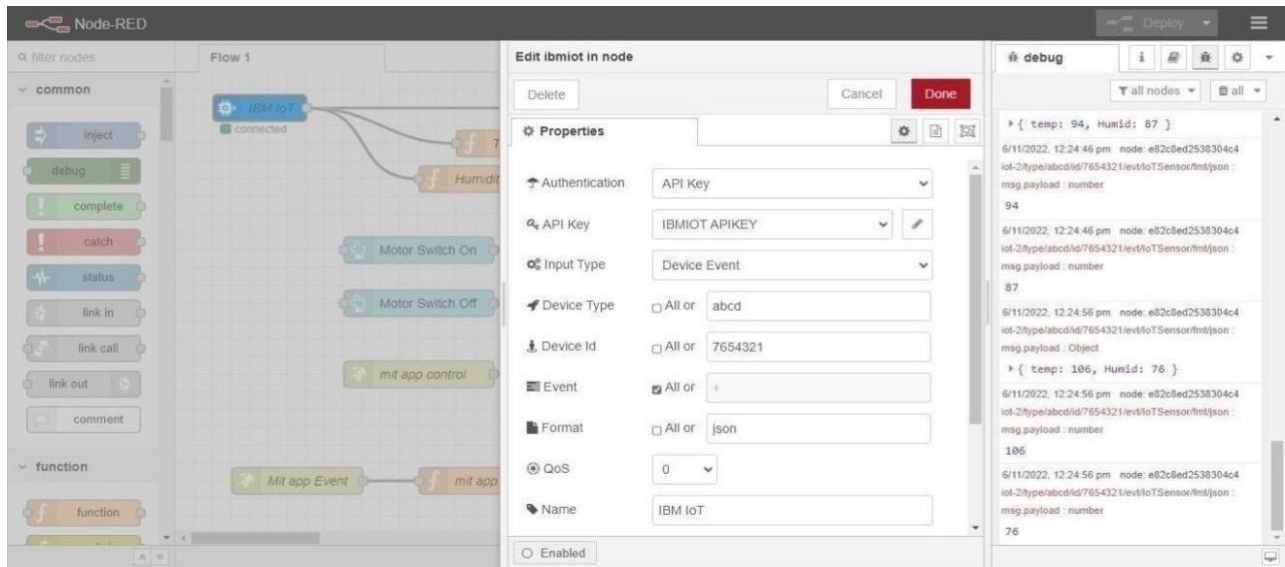 Node-RED
Deploy
filter nodes
Flow 1
common
inject
debug
complete
catch
status
link in
link call
link out
comment
function
function
IBM IoT
connected
T
Humidit
Motor Switch On
Motor Switch Off
mit app control
Mit app Event
mit app
Edit ibmiot in node
Delete
Cancel
Done
Properties
Authentication
API Key
API Key
IBMIOT APIKEY
Input Type
Device Event
Device Type
All or
abcd
Device Id
All or
7654321
Event
All or
+
Format
All or
json
QoS
0
Name
IBM IoT
Enabled
debug
i
all nodes
all
{ temp: 94, Humid: 87 }
6/11/2022, 12:24:46 pm node: e82c8ed2538304c4
iot-2/type/abcd/id/7654321/evt/IoTSensor/fmt/json :
msg.payload : number
94
6/11/2022, 12:24:46 pm node: e82c8ed2538304c4
iot-2/type/abcd/id/7654321/evt/IoTSensor/fmt/json :
msg.payload : number
87
6/11/2022, 12:24:56 pm node: e82c8ed2538304c4
iot-2/type/abcd/id/7654321/evt/IoTSensor/fmt/json :
msg.payload : Object
{ temp: 106, Humid: 76 }
6/11/2022, 12:24:56 pm node: e82c8ed2538304c4
iot-2/type/abcd/id/7654321/evt/IoTSensor/fmt/json :
msg.payload : number
106
6/11/2022, 12:24:56 pm node: e82c8ed2538304c4
iot-2/type/abcd/id/7654321/evt/IoTSensor/fmt/json :
msg.payload : number
76